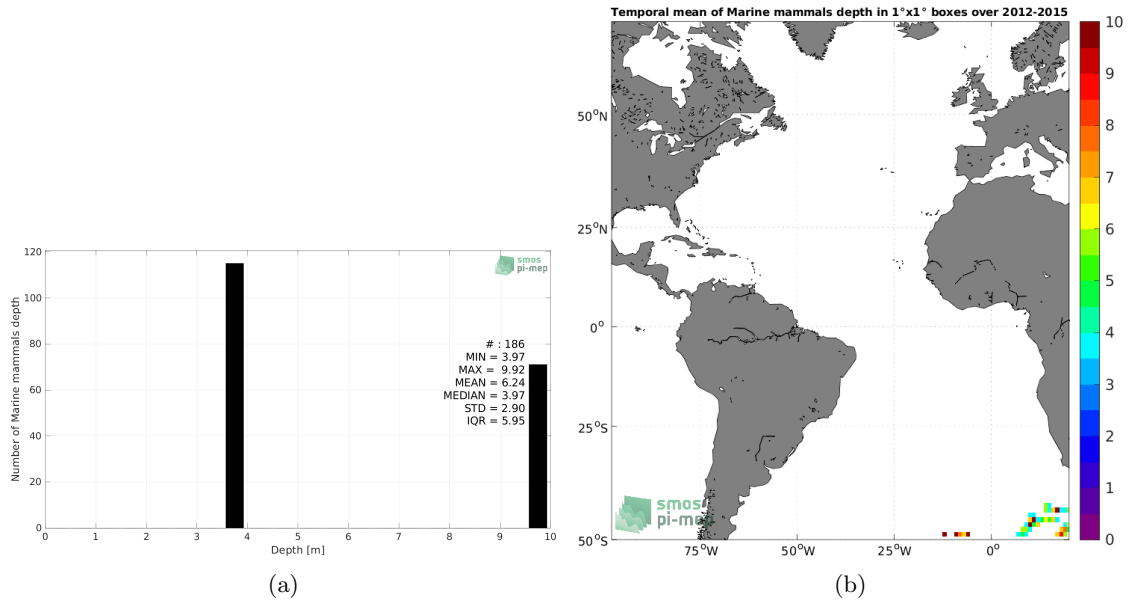 Temporal mean of Marine mammals depth in 1°x1° boxes over 2012-2015
120
100
80
60
40
20
0
Number of Marine mammals depth
smos
pi-mep
# : 186
MIN = 3.97
MAX = 9.92
MEAN = 6.24
MEDIAN = 3.97
STD = 2.90
IQR = 5.95
0 1 2 3 4 5 6 7 8 9 10
Depth [m]
(a)
50°N
25°N
0°
25°S
50°S
75°W 50°W 25°W 0°
smos
pi-mep
10
9
8
7
6
5
4
3
2
1
0
(b)